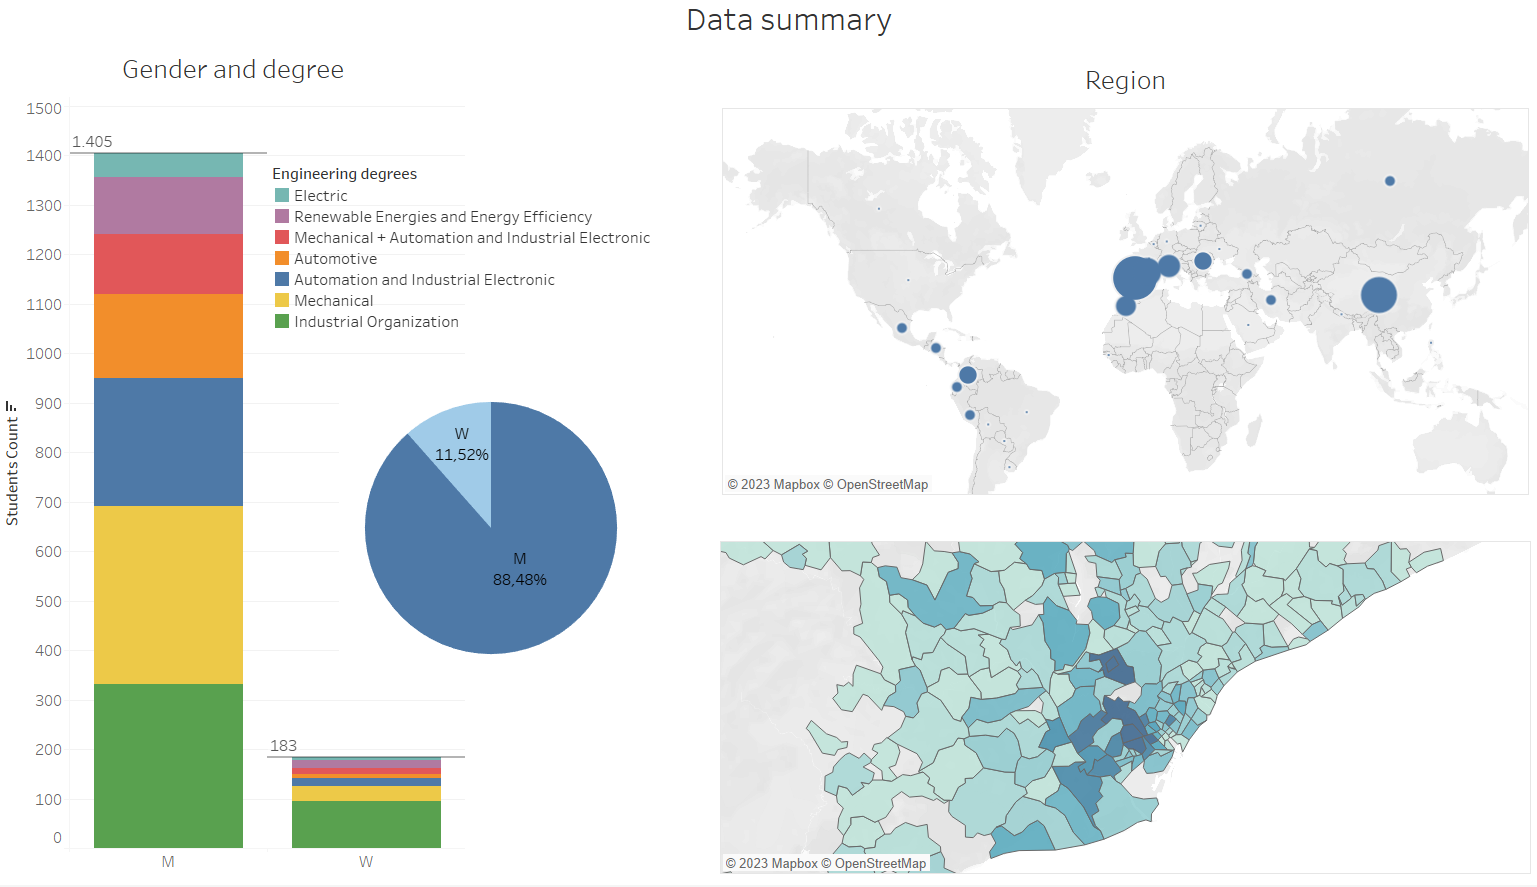 Data summary
Gender and degree
1500
1.405
1400
1300
1200
1100
1000
900
800
700
600
500
400
300
200
183
100
0
Students Count
M
W
Engineering degrees
Electric
Renewable Energies and Energy Efficiency
Mechanical + Automation and Industrial Electronic
Automotive
Automation and Industrial Electronic
Mechanical
Industrial Organization
W
11,52%
M
88,48%
Region
© 2023 Mapbox © OpenStreetMap
© 2023 Mapbox © OpenStreetMap